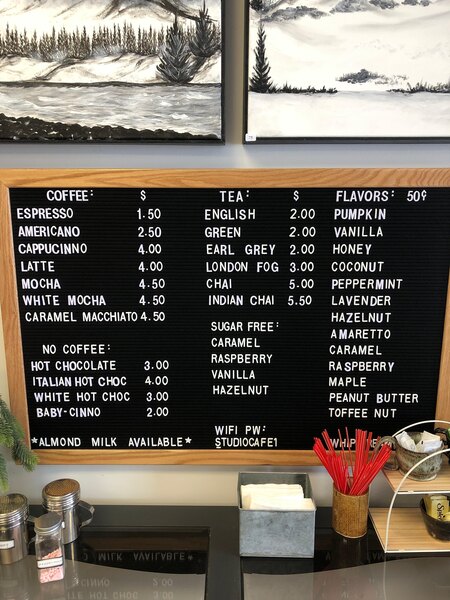 COFFEE: $
ESPRESSO 1.50
AMERICANO 2.50
CAPPUCINNO 4.00
LATTE 4.00
MOCHA 4.50
WHITE MOCHA 4.50
CARAMEL MACCHIATO 4.50
NO COFFEE:
HOT CHOCOLATE 3.00
ITALIAN HOT CHOC 4.00
WHITE HOT CHOC 3.00
BABY-CINNO 2.00
*ALMOND MILK AVAILABLE*
TEA: $
ENGLISH 2.00
GREEN 2.00
EARL GREY 2.00
LONDON FOG 3.00
CHAI 5.00
INDIAN CHAI 5.50
SUGAR FREE:
CARAMEL
RASPBERRY
VANILLA
HAZELNUT
WIFI PW:
STUDIOCAFE1
FLAVORS: 50¢
PUMPKIN
VANILLA
HONEY
COCONUT
PEPPERMINT
LAVENDER
HAZELNUT
AMARETTO
CARAMEL
RASPBERRY
MAPLE
PEANUT BUTTER
TOFFEE NUT